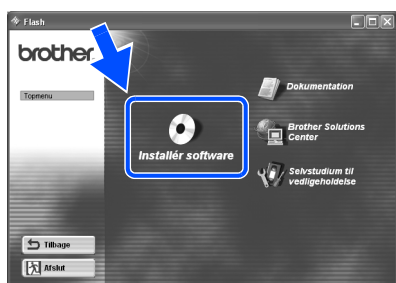 Flash
brother
Topmenu
Installér software
Dokumentation
Brother Solutions
Center
Selvstudium til
vedligeholdelse
Tilbage
Afslut